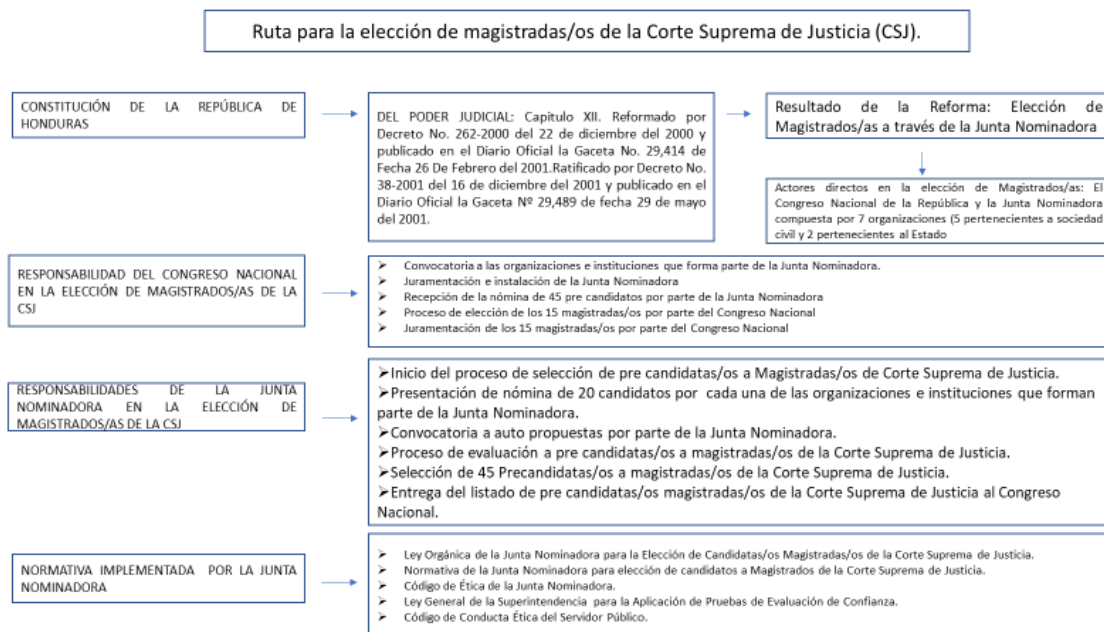 Ruta para la elección de magistradas/os de la Corte Suprema de Justicia (CSJ).
CONSTITUCIÓN DE LA REPÚBLICA DE
HONDURAS
DEL PODER JUDICIAL: Capitulo XII. Reformado por
Decreto No. 262-2000 del 22 de diciembre del 2000 y
publicado en el Diario Oficial la Gaceta No. 29,414 de
Fecha 26 De Febrero del 2001.Ratificado por Decreto No.
38-2001 del 16 de diciembre del 2001 y publicado en el
Diario Oficial la Gaceta Nº 29,489 de fecha 29 de mayo
del 2001.
Resultado de la Reforma: Elección de
Magistrados/as a través de la Junta Nominadora
Actores directos en la elección de Magistrados/as: El
Congreso Nacional de la República y la Junta Nominadora
compuesta por 7 organizaciones (5 pertenecientes a sociedad
civil y 2 pertenecientes al Estado
RESPONSABILIDAD DEL CONGRESO NACIONAL
EN LA ELECCIÓN DE MAGISTRADOS/AS DE LA
CSJ
➢ Convocatoria a las organizaciones e instituciones que forma parte de la Junta Nominadora.
➢ Juramentación e instalación de la Junta Nominadora
➢ Recepción de la nómina de 45 pre candidatos por parte de la Junta Nominadora
➢ Proceso de elección de los 15 magistradas/os por parte del Congreso Nacional
➢ Juramentación de los 15 magistradas/os por parte del Congreso Nacional
RESPONSABILIDADES DE LA JUNTA
NOMINADORA EN LA ELECCIÓN DE
MAGISTRADOS/AS DE LA CSJ
➢Inicio del proceso de selección de pre candidatas/os a Magistradas/os de Corte Suprema de Justicia.
➢Presentación de nómina de 20 candidatos por cada una de las organizaciones e instituciones que forman
parte de la Junta Nominadora.
➢Convocatoria a auto propuestas por parte de la Junta Nominadora.
➢Proceso de evaluación a pre candidatas/os a magistradas/os de la Corte Suprema de Justicia.
➢Selección de 45 Precandidatas/os a magistradas/os de la Corte Suprema de Justicia.
➢Entrega del listado de pre candidatas/os magistradas/os de la Corte Suprema de Justicia al Congreso
Nacional.
NORMATIVA IMPLEMENTADA POR LA JUNTA
NOMINADORA
➢ Ley Orgánica de la Junta Nominadora para la Elección de Candidatas/os Magistradas/os de la Corte Suprema de Justicia.
➢ Normativa de la Junta Nominadora para elección de candidatos a Magistrados de la Corte Suprema de Justicia.
➢ Código de Ética de la Junta Nominadora.
➢ Ley General de la Superintendencia para la Aplicación de Pruebas de Evaluación de Confianza.
➢ Código de Conducta Ética del Servidor Público.